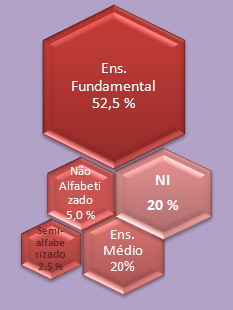 Ens.
Fundamental
52,5 %
Não
Alfabeti
zado
5,0 %
NI
20 %
Semi-
alfabe
tizado
2,5 %
Ens.
Médio
20%